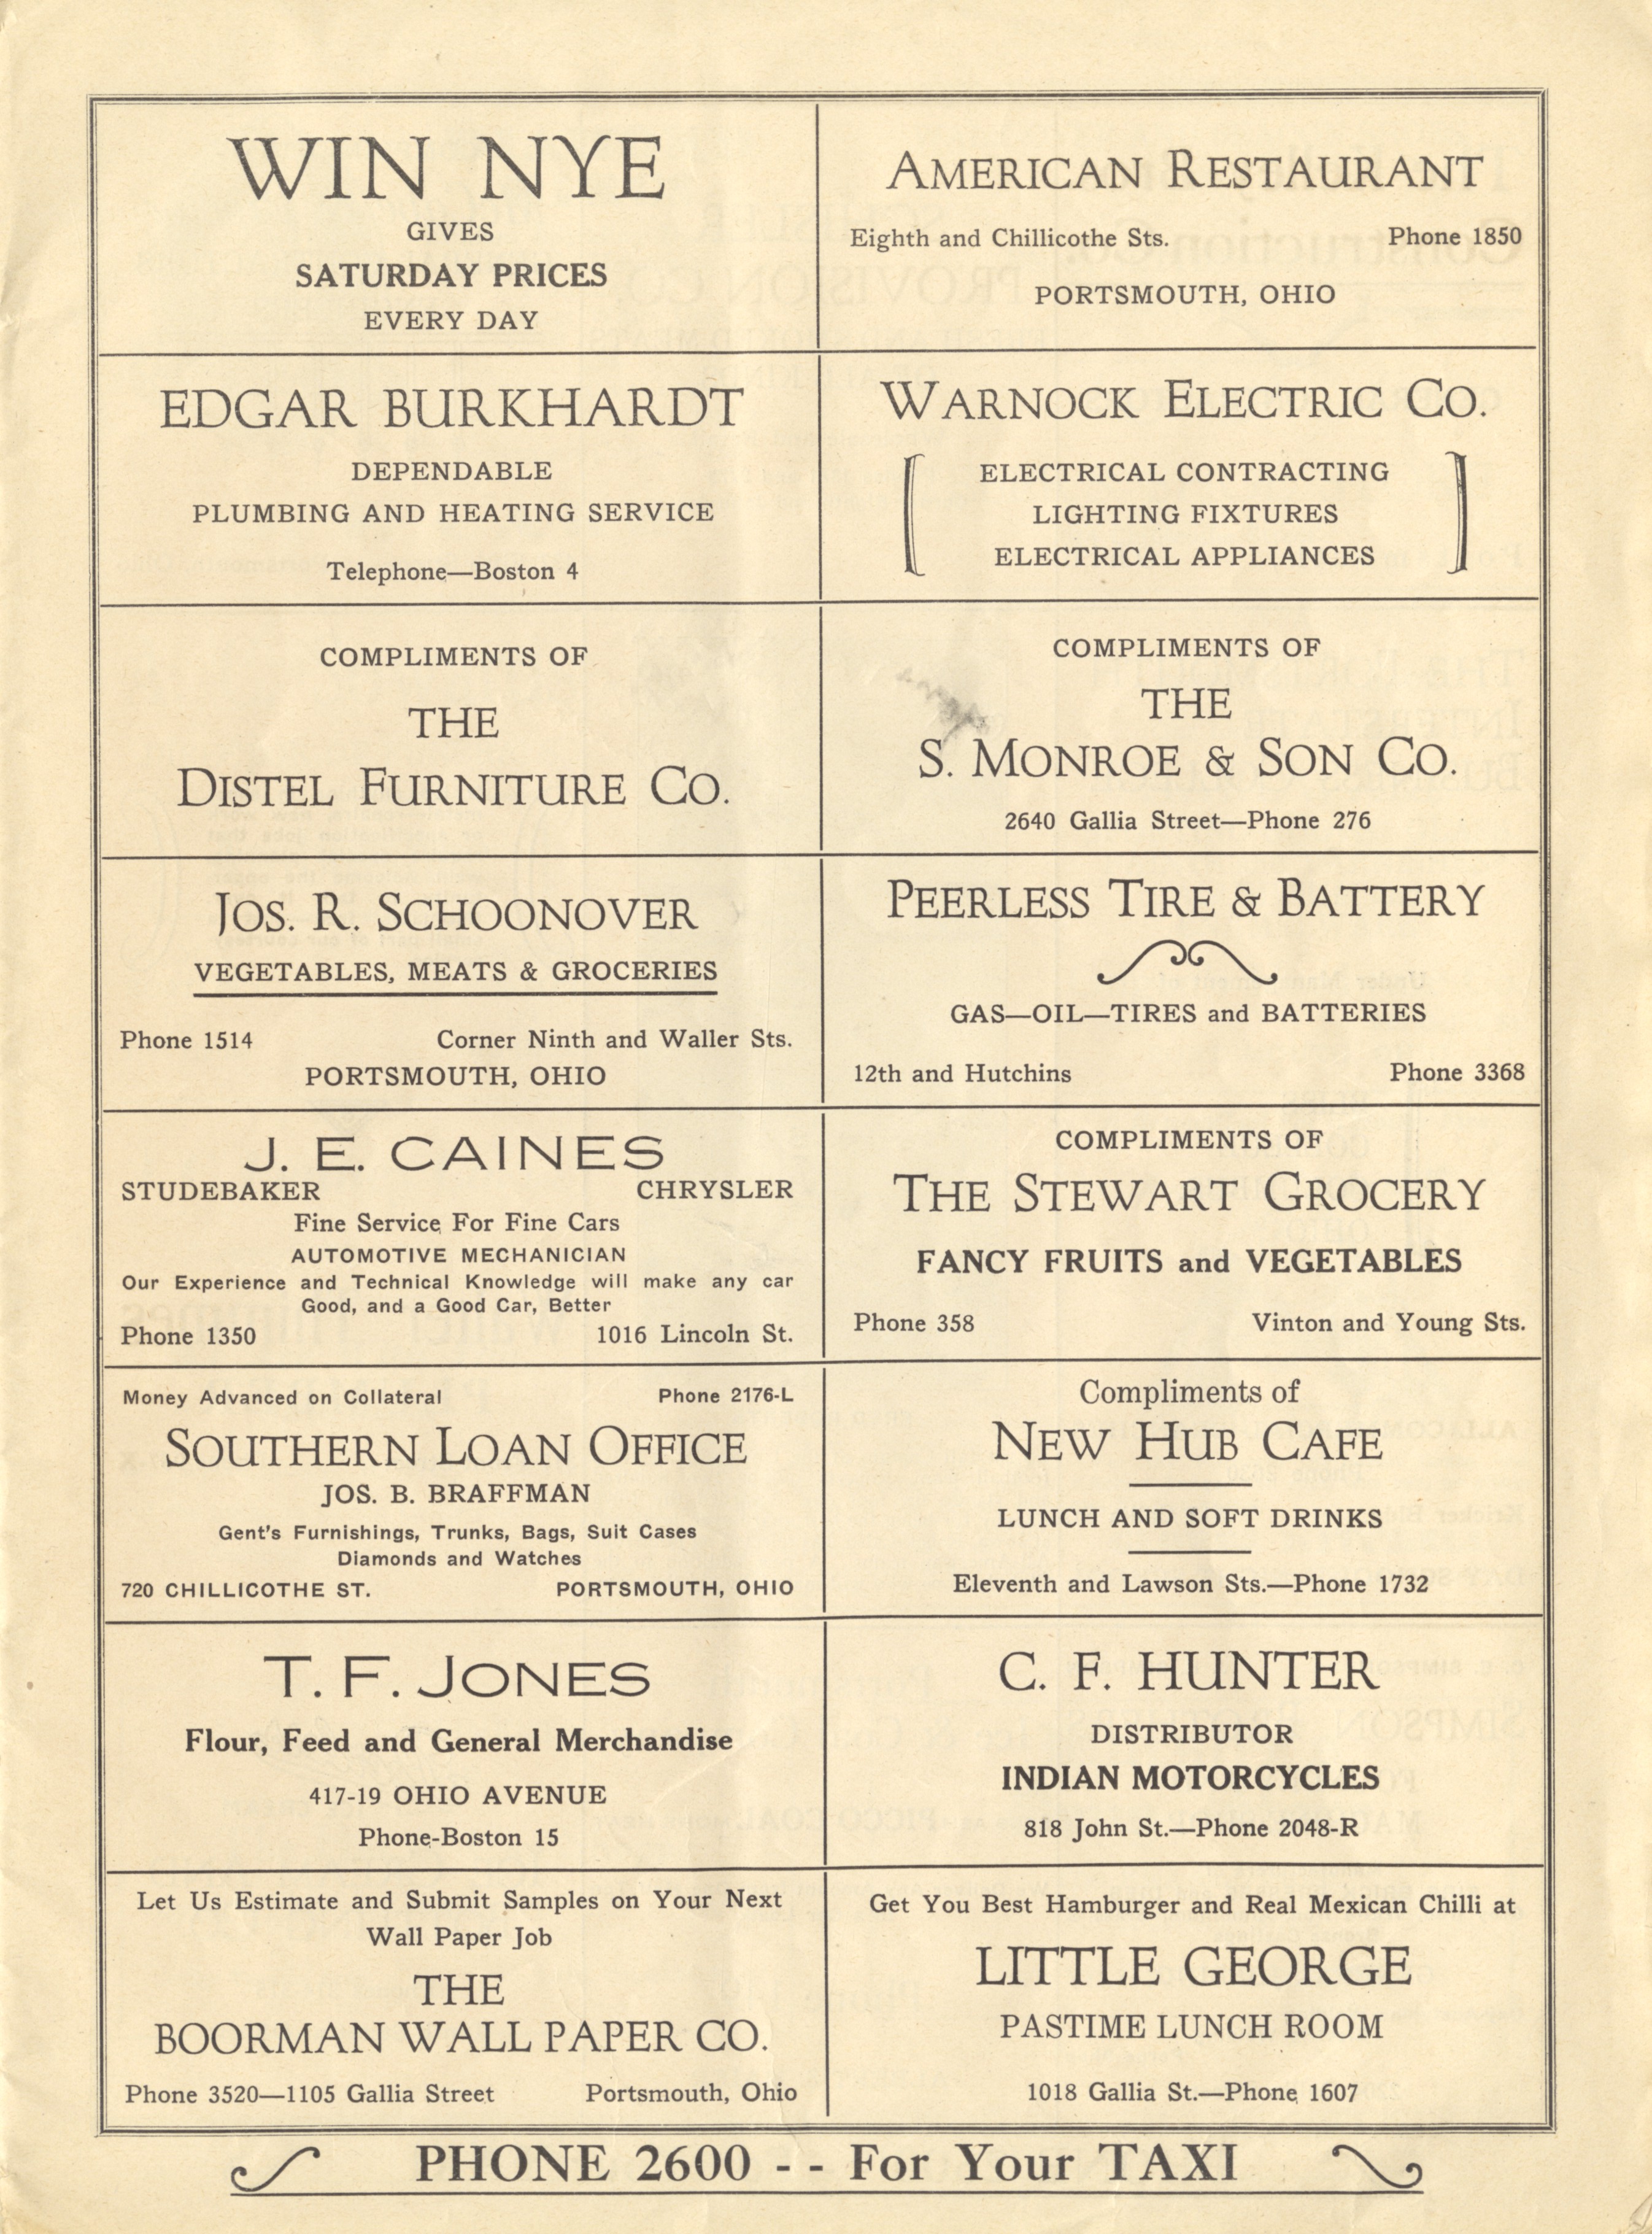 WIN NYE
GIVES
SATURDAY PRICES
EVERY DAY
AMERICAN RESTAURANT
Eighth and Chillicothe Sts. Phone 1850
PORTSMOUTH, OHIO
EDGAR BURKHARDT
DEPENDABLE
PLUMBING AND HEATING SERVICE
Telephone—Boston 4
WARNOCK ELECTRIC CO.
ELECTRICAL CONTRACTING
LIGHTING FIXTURES
ELECTRICAL APPLIANCES
COMPLIMENTS OF
THE
DISTEL FURNITURE CO.
COMPLIMENTS OF
THE
S. MONROE & SON CO.
2640 Gallia Street—Phone 276
JOS. R. SCHOONOVER
VEGETABLES, MEATS & GROCERIES
Phone 1514 Corner Ninth and Waller Sts.
PORTSMOUTH, OHIO
PEERLESS TIRE & BATTERY
GAS—OIL—TIRES and BATTERIES
12th and Hutchins Phone 3368
J. E. CAINES
STUDEBAKER CHRYSLER
Fine Service For Fine Cars
AUTOMOTIVE MECHANICIAN
Our Experience and Technical Knowledge will make any car
Good, and a Good Car, Better
Phone 1350 1016 Lincoln St.
COMPLIMENTS OF
THE STEWART GROCERY
FANCY FRUITS and VEGETABLES
Phone 358 Vinton and Young Sts.
Money Advanced on Collateral Phone 2176-L
SOUTHERN LOAN OFFICE
JOS. B. BRAFFMAN
Gent's Furnishings, Trunks, Bags, Suit Cases
Diamonds and Watches
720 CHILLICOTHE ST. PORTSMOUTH, OHIO
Compliments of
NEW HUB CAFE
LUNCH AND SOFT DRINKS
Eleventh and Lawson Sts.—Phone 1732
T. F. JONES
Flour, Feed and General Merchandise
417-19 OHIO AVENUE
Phone-Boston 15
C. F. HUNTER
DISTRIBUTOR
INDIAN MOTORCYCLES
818 John St.—Phone 2048-R
Let Us Estimate and Submit Samples on Your Next
Wall Paper Job
THE
BOORMAN WALL PAPER CO.
Phone 3520—1105 Gallia Street Portsmouth, Ohio
Get You Best Hamburger and Real Mexican Chilli at
LITTLE GEORGE
PASTIME LUNCH ROOM
1018 Gallia St.—Phone 1607
PHONE 2600 - - For Your TAXI